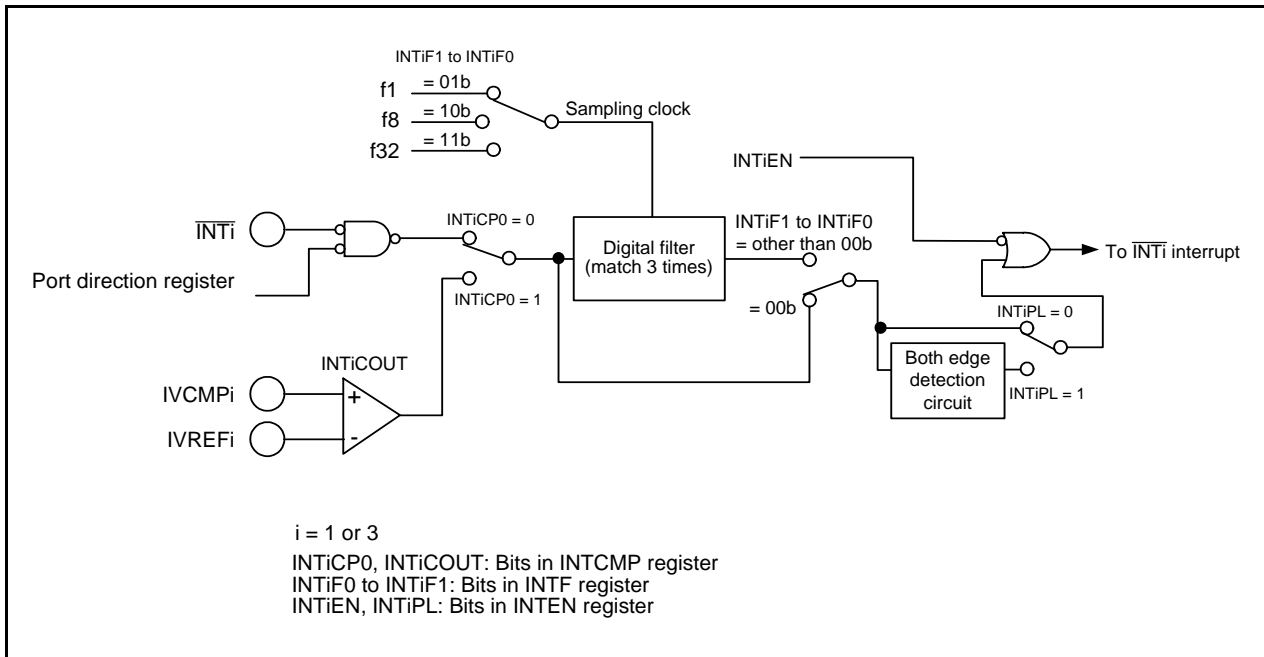 INTiF1 to INTiF0
f1
= 01b
f8
= 10b
f32
= 11b
Sampling clock
INTiEN
INTi
INTiCP0 = 0
Port direction register
INTiCP0 = 1
Digital filter
(match 3 times)
INTiF1 to INTiF0
= other than 00b
= 00b
To INTi interrupt
INTiPL = 0
Both edge
detection
circuit
INTiPL = 1
INTiCOUT
IVCMPi
+
IVREFi
-
i = 1 or 3
INTiCP0, INTiCOUT: Bits in INTCMP register
INTiF0 to INTiF1: Bits in INTF register
INTiEN, INTiPL: Bits in INTEN register